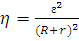 η = ε²/(R+r)²